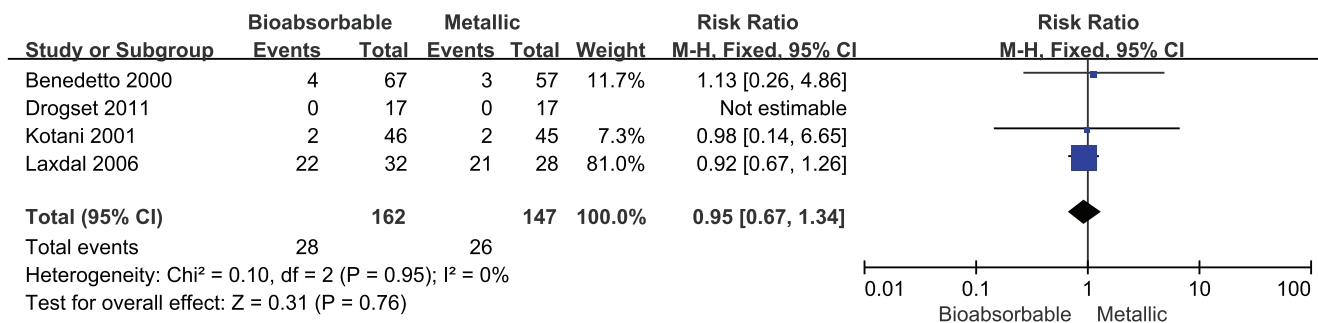 Bioabsorbable Metallic Risk Ratio Risk Ratio
Study or Subgroup Events Total Events Total Weight M-H, Fixed, 95% CI M-H, Fixed, 95% CI
Benedetto 2000 4 67 3 57 11.7% 1.13 [0.26, 4.86]
Drogset 2011 0 17 0 17 Not estimable
Kotani 2001 2 46 2 45 7.3% 0.98 [0.14, 6.65]
Laxdal 2006 22 32 21 28 81.0% 0.92 [0.67, 1.26]
Total (95% CI) 162 147 100.0% 0.95 [0.67, 1.34]
Total events 28 26
Heterogeneity: Chi² = 0.10, df = 2 (P = 0.95); I² = 0%
Test for overall effect: Z = 0.31 (P = 0.76)
0.01 0.1 1 10 100
Bioabsorbable Metallic